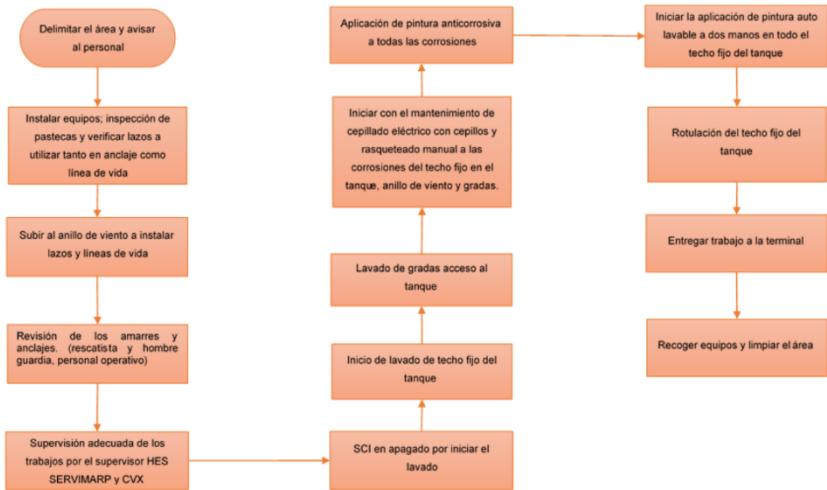 Delimitar el área y avisar
al personal
Instalar equipos; inspección de
pastecas y verificar lazos a
utilizar tanto en anclaje como
línea de vida
Subir al anillo de viento a instalar
lazos y líneas de vida
Revisión de los amarres y
anclajes. (rescatista y hombre
guardia, personal operativo)
Supervisión adecuada de los
trabajos por el supervisor HES
SERVIMARP y CVX
SCI en apagado por iniciar el
lavado
Inicio de lavado de techo fijo del
tanque
Lavado de gradas acceso al
tanque
Iniciar con el mantenimiento de
cepillado eléctrico con cepillos y
rasqueteado manual a las
corrosiones del techo fijo en el
tanque, anillo de viento y gradas.
Aplicación de pintura anticorrosiva
a todas las corrosiones
Iniciar la aplicación de pintura auto
lavable a dos manos en todo el
techo fijo del tanque
Rotulación del techo fijo del
tanque
Entregar trabajo a la terminal
Recoger equipos y limpiar el área